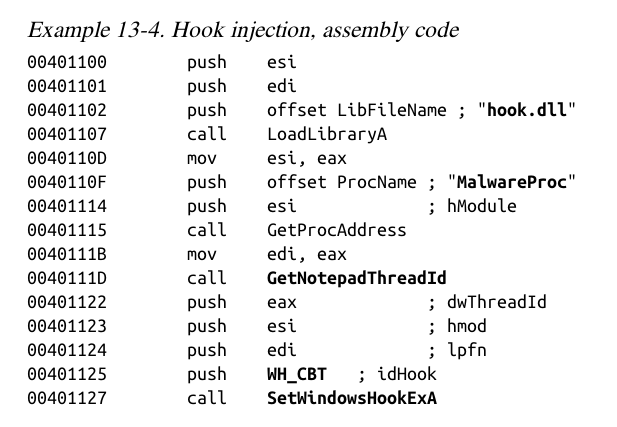 Example 13-4. Hook injection, assembly code
00401100 push esi
00401101 push edi
00401102 push offset LibFileName ; "hook.dll"
00401107 call LoadLibraryA
0040110D mov esi, eax
0040110F push offset ProcName ; "MalwareProc"
00401114 push esi ; hModule
00401115 call GetProcAddress
0040111B mov edi, eax
0040111D call GetNotepadThreadId
00401122 push eax ; dwThreadId
00401123 push esi ; hmod
00401124 push edi ; lpfn
00401125 push WH_CBT ; idHook
00401127 call SetWindowsHookExA